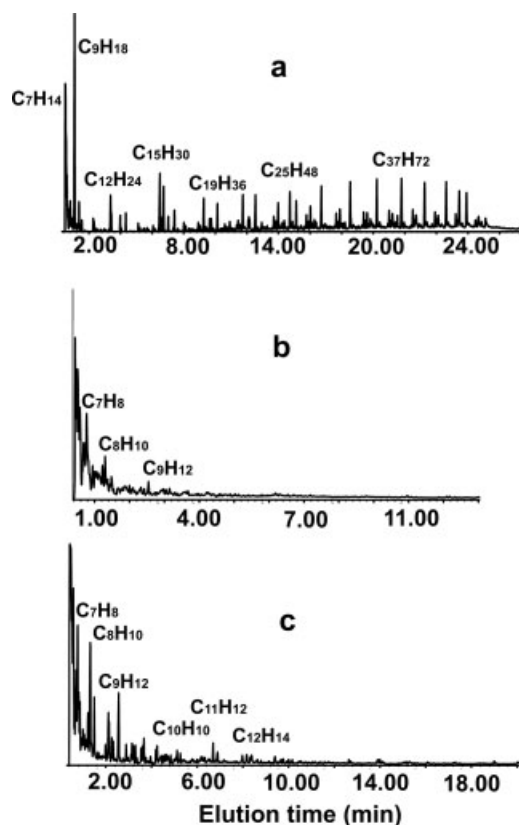 C9H18
a
C7H14
C15H30
C37H72
C25H48
C12H24
C19H36
2.00 8.00 14.00 20.00 24.00
b
C7H8
C8H10
C9H12
1.00 4.00 7.00 11.00
C7H8
c
C8H10
C9H12
C11H12
C10H10
C12H14
2.00 6.00 10.00 14.00 18.00
Elution time (min)